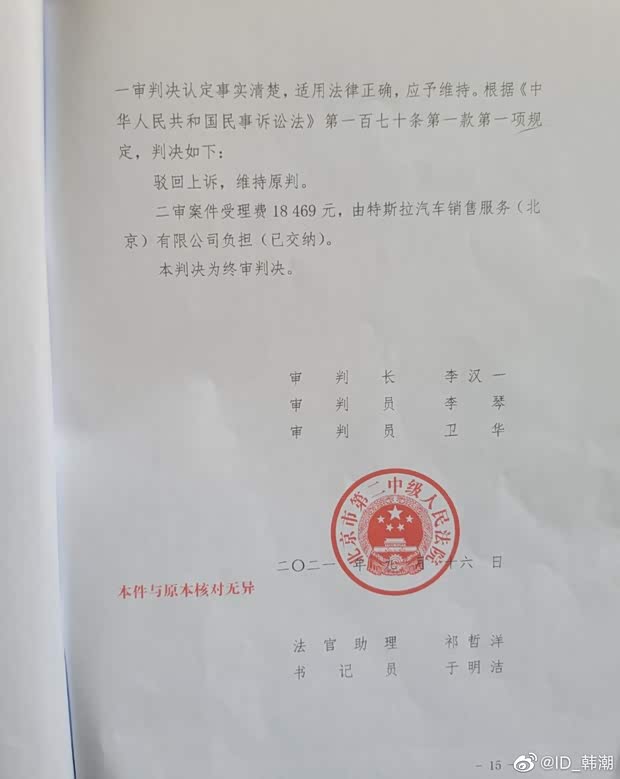 一审判决认定事实清楚，适用法律正确，应予维持。根据《中
华人民共和国民事诉讼法》第一百七十条第一款第一项规
定，判决如下：
驳回上诉，维持原判。
二审案件受理费18 469元，由特斯拉汽车销售服务（北
京）有限公司负担（已交纳）。
本判决为终审判决。
审判长 李汉一
审判员 李琴
审判员 卫华
北京市第二中级人民法院
二〇二一年九月十六日
本件与原本核对无异
法官助理 祁哲洋
书记员 于明洁
- 15 -
@ID_韩潮